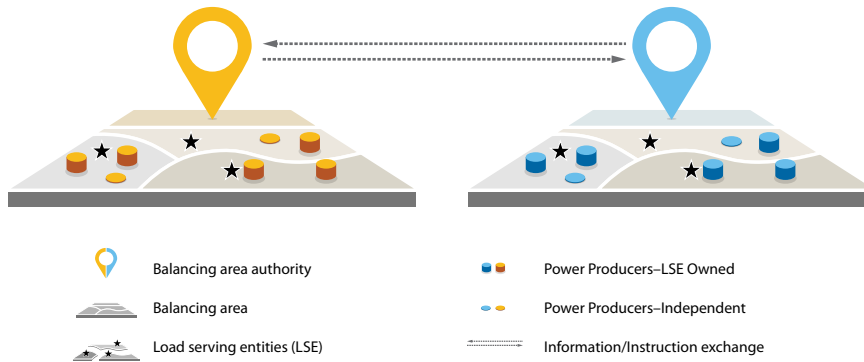 Balancing area authority
Power Producers–LSE Owned
Balancing area
Power Producers–Independent
Load serving entities (LSE)
Information/Instruction exchange